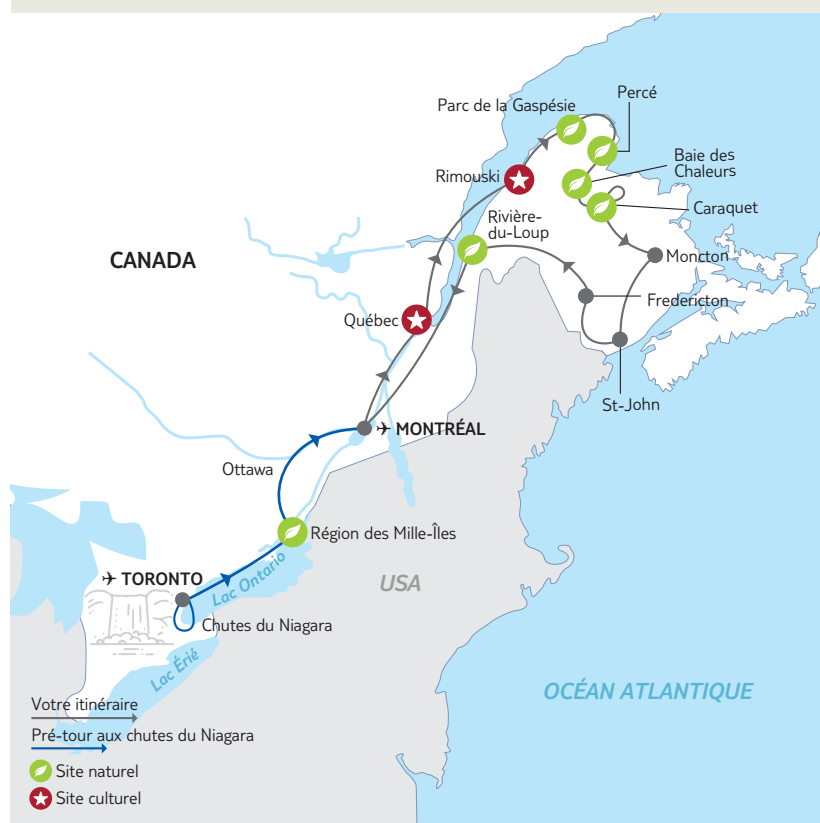 Percé
Parc de la Gaspésie
Baie des
Chaleurs
Rimouski
Caraquet
Rivière-
du-Loup
Moncton
CANADA
Fredericton
Québec
St-John
MONTRÉAL
Ottawa
Région des Mille-Îles
TORONTO
Lac Ontario
USA
Chutes du Niagara
Lac Érié
OCÉAN ATLANTIQUE
Votre itinéraire
Pré-tour aux chutes du Niagara
Site naturel
Site culturel